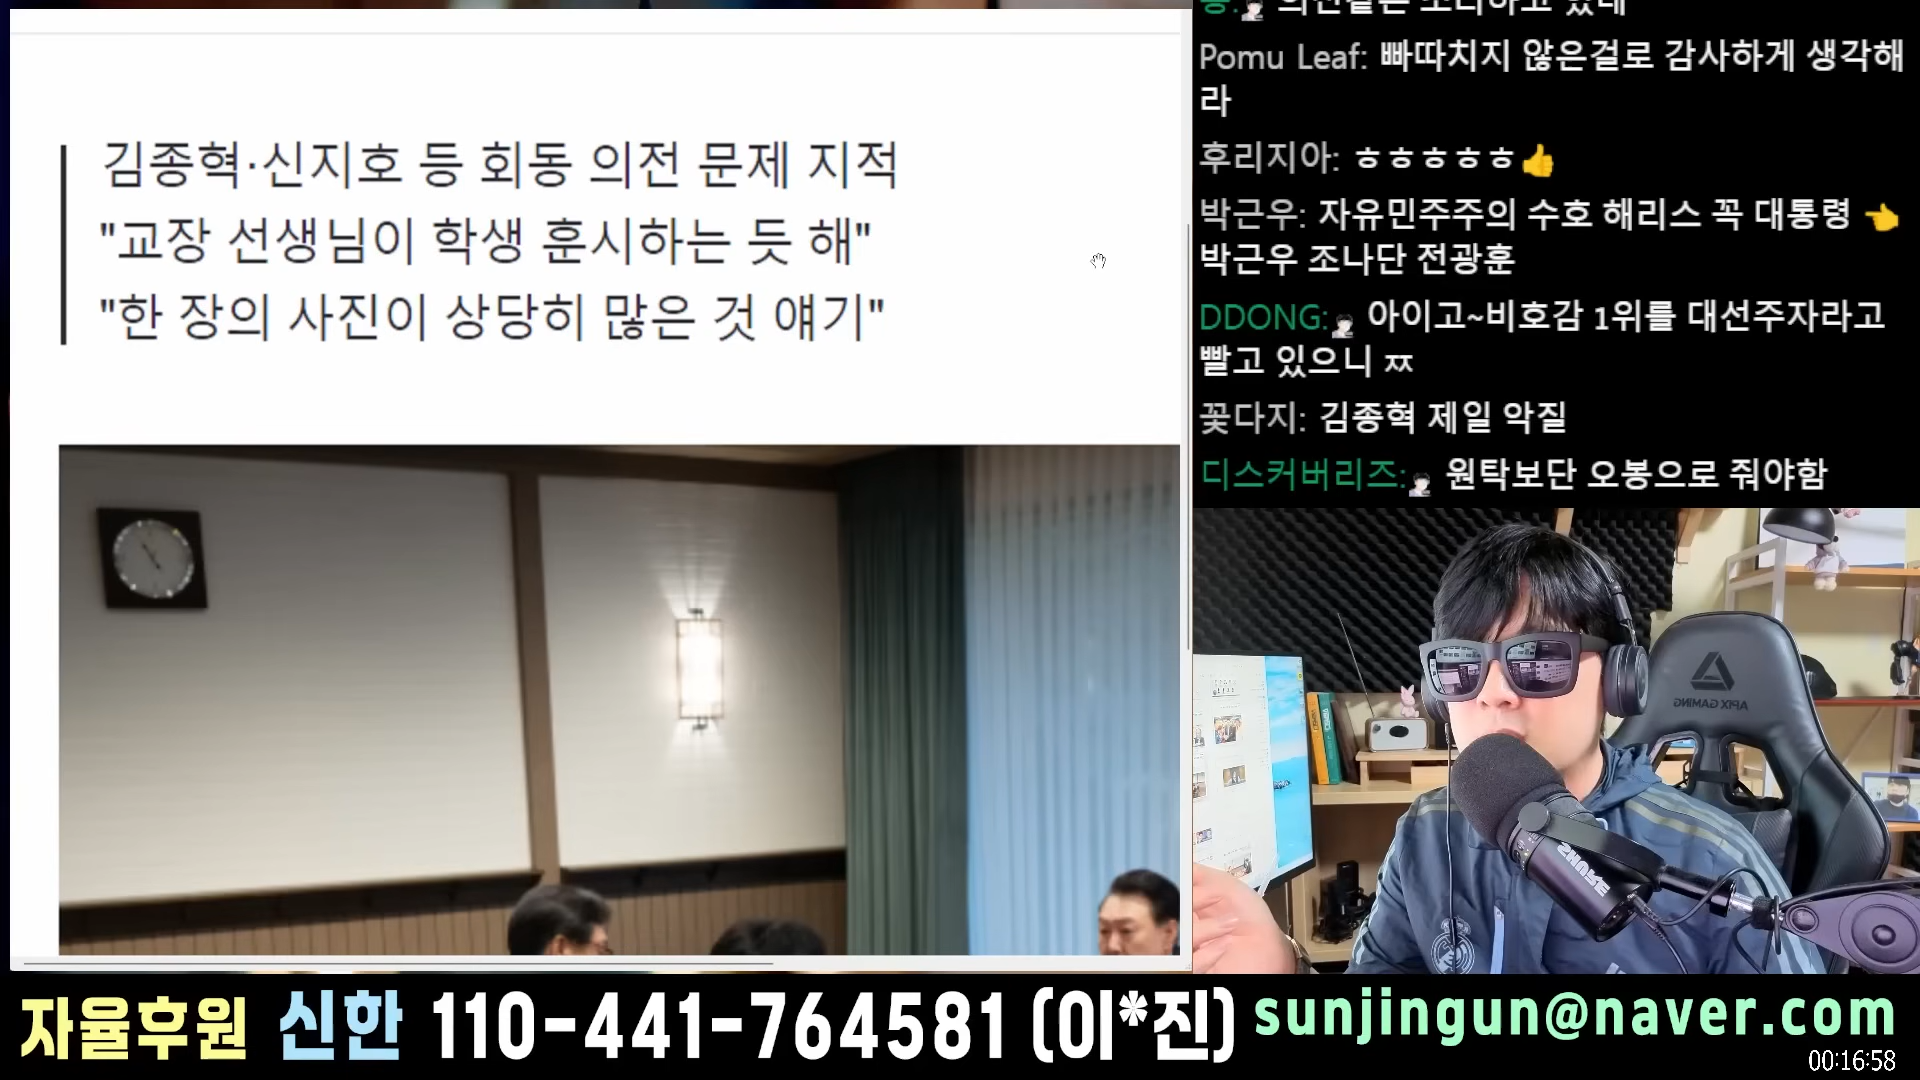 김종혁·신지호 등 회동 의전 문제 지적
"교장 선생님이 학생 훈시하는 듯 해"
"한 장의 사진이 상당히 많은 것 얘기"
Pomu Leaf: 빠따치지 않은걸로 감사하게 생각해
라
후리지아: ㅎㅎㅎㅎㅎ👍
박근우: 자유민주주의 수호 해리스 꼭 대통령 👈
박근우 조나단 전광훈
DDONG: 아이고~비호감 1위를 대선주자라고
빨고 있으니 ㅉ
꽃다지: 김종혁 제일 악질
디스커버리즈: 원탁보단 오봉으로 줘야함
APIX GAMING
SHURE
자율후원 신한 110-441-764581 (이*진) sunjingun@naver.com
00:16:58